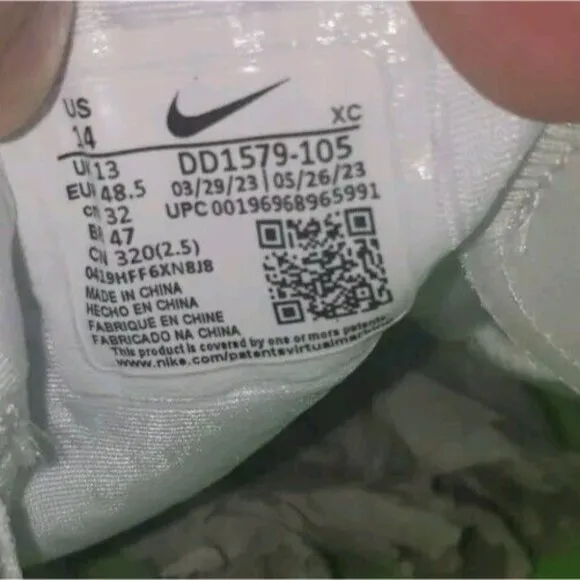 US
14
XC
UK 13
DD1579-105
EUR 48.5
03/29/23 05/26/23
cm 32
UPC 00196968965991
BR 47
CN 320(2.5)
0419HFF6XN8J8
MADE IN CHINA
HECHO EN CHINA
FABRIQUE EN CHINE
FABRICADO NA CHINA
This product is covered by one or more patents.
www.nike.com/patentsvirtual